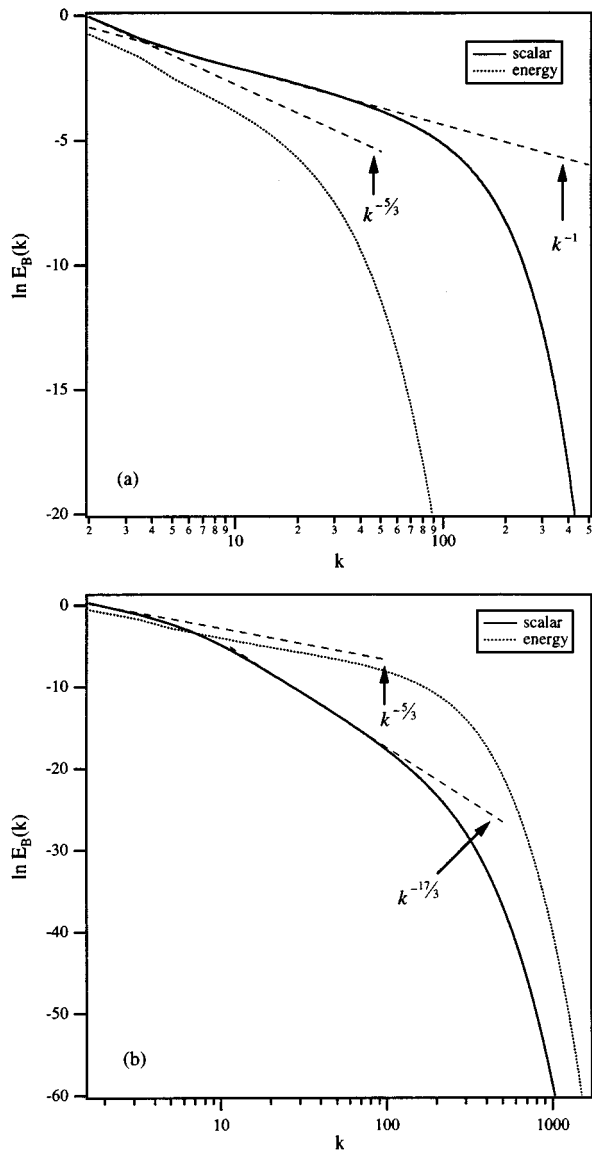 0
scalar
energy
-5
k^{-5/3}
k^{-1}
ln E_B(k)
-10
-15
(a)
-20
2 3 4 5 6 7 8 9 10 2 3 4 5 6 7 8 9 100 2 3 4 5
k
0
scalar
energy
-10
k^{-5/3}
-20
ln E_B(k)
-30
k^{-17/3}
-40
-50
(b)
-60
10 100 1000
k